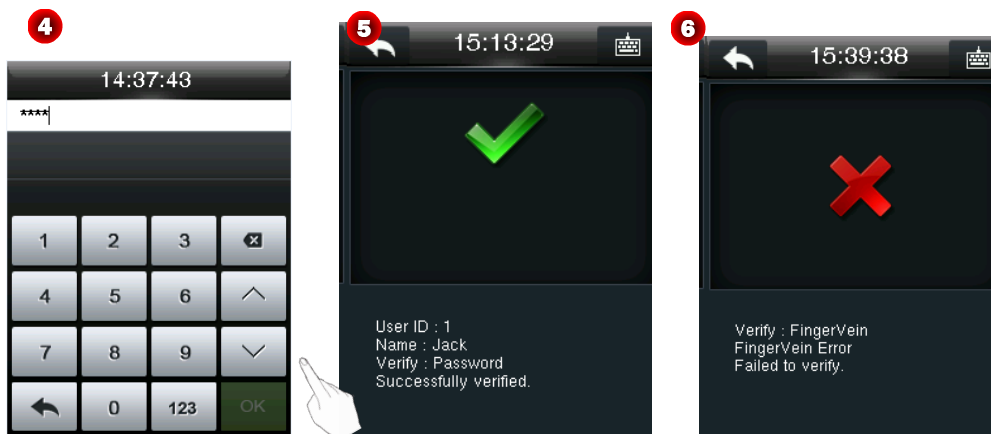 4
14:37:43
****
1 2 3
4 5 6
7 8 9
0 123 OK
5
15:13:29
User ID : 1
Name : Jack
Verify : Password
Successfully verified.
6
15:39:38
Verify : FingerVein
FingerVein Error
Failed to verify.